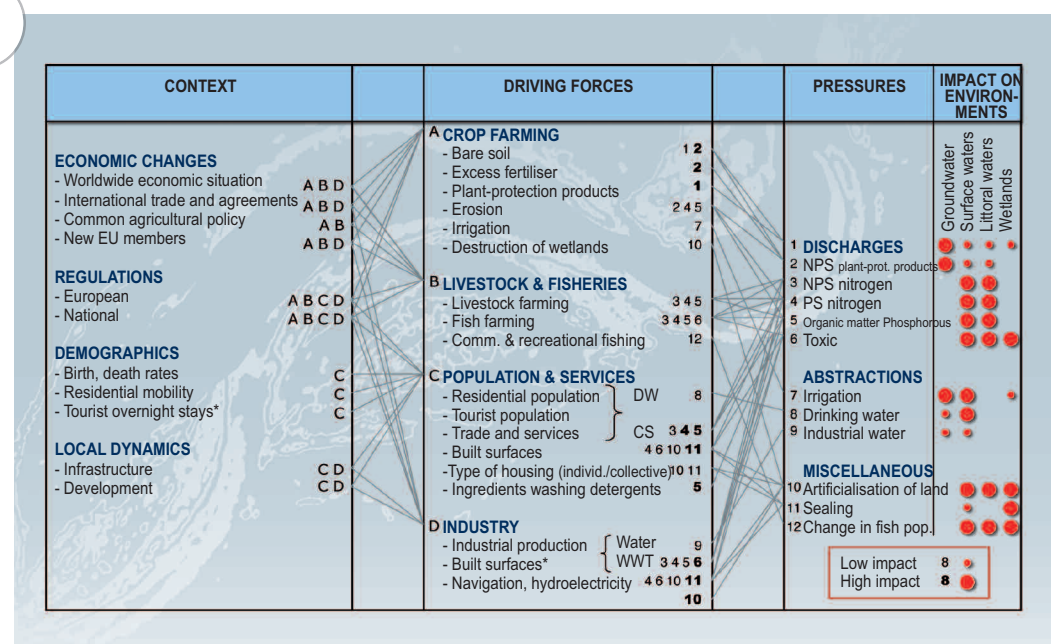 CONTEXT
DRIVING FORCES
PRESSURES
IMPACT ON
ENVIRON-
MENTS
Groundwater
Surface waters
Littoral waters
Wetlands
ECONOMIC CHANGES
- Worldwide economic situation A B D
- International trade and agreements A B D
- Common agricultural policy A B
- New EU members A B D
REGULATIONS
- European A B C D
- National A B C D
DEMOGRAPHICS
- Birth, death rates C
- Residential mobility C
- Tourist overnight stays* C
LOCAL DYNAMICS
- Infrastructure C D
- Development C D
A CROP FARMING
- Bare soil 1 2
- Excess fertiliser 2
- Plant-protection products 1
- Erosion 2 4 5
- Irrigation 7
- Destruction of wetlands 10
B LIVESTOCK & FISHERIES
- Livestock farming 3 4 5
- Fish farming 3 4 5 6
- Comm. & recreational fishing 12
C POPULATION & SERVICES
- Residential population DW 8
- Tourist population
- Trade and services CS 3 4 5
- Built surfaces 4 6 10 11
-Type of housing (individ./collective) 10 11
- Ingredients washing detergents 5
D INDUSTRY
- Industrial production Water 9
- Built surfaces* WWT 3 4 5 6
- Navigation, hydroelectricity 4 6 10 11
10
1 DISCHARGES
2 NPS plant-prot. products
3 NPS nitrogen
4 PS nitrogen
5 Organic matter Phosphorous
6 Toxic
ABSTRACTIONS
7 Irrigation
8 Drinking water
9 Industrial water
MISCELLANEOUS
10 Artificialisation of land
11 Sealing
12 Change in fish pop.
Low impact 8
High impact 8